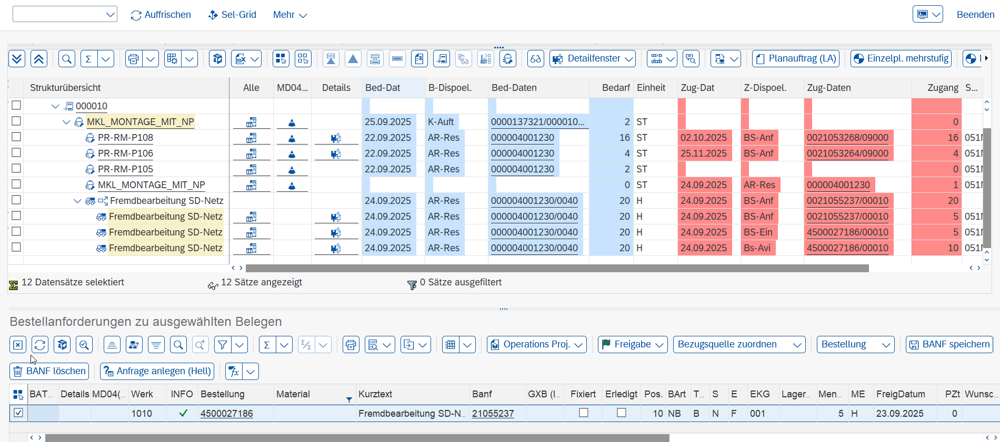 Auffrischen Sel-Grid Mehr Beenden
Detailfenster Planauftrag (LA) Einzelpl. mehrstufig
Strukturübersicht Alle MD04... Details Bed-Dat B-Dispoel. Bed-Daten Bedarf Einheit Zug-Dat Z-Dispoel. Zug-Daten Zugang S...
000010
MKL_MONTAGE_MIT_NP 25.09.2025 K-Auft 0000137321/000010... 2 ST 0
PR-RM-P108 22.09.2025 AR-Res 000004001230 16 ST 02.10.2025 BS-Anf 0021053268/09000 16 051
PR-RM-P106 22.09.2025 AR-Res 000004001230 4 ST 25.11.2025 BS-Anf 0021053264/09000 4 051
PR-RM-P105 22.09.2025 AR-Res 000004001230 2 ST 0 051
MKL_MONTAGE_MIT_NP 0 ST 24.09.2025 AR-Res 000004001230 1 051
Fremdbearbeitung SD-Netz 24.09.2025 AR-Res 000004001230/0040 20 H 24.09.2025 BS-Anf 0021055237/00010 20
Fremdbearbeitung SD-Netz 24.09.2025 AR-Res 000004001230/0040 20 H 24.09.2025 BS-Anf 0021055237/00010 5 051
Fremdbearbeitung SD-Netz 24.09.2025 AR-Res 000004001230/0040 20 H 24.09.2025 BS-Ein 4500027186/00010 5 051
Fremdbearbeitung SD-Netz 24.09.2025 AR-Res 000004001230/0040 20 H 24.09.2025 Bs-Avi 4500027186/00010 10 051
12 Datensätze selektiert 12 Sätze angezeigt 0 Sätze ausgefiltert
Bestellanforderungen zu ausgewählten Belegen
Operations Proj. Freigabe Bezugsquelle zuordnen Bestellung BANF speichern
BANF löschen Anfrage anlegen (Hell)
BAT... Details MD04(... Werk INFO Bestellung Material Kurztext Banf GXB (I... Fixiert Erledigt Pos. BArt T... S E EKG Lager... Men... ME FreigDatum PZt Wunsc...
1010 4500027186 Fremdbearbeitung SD-N... 21055237 10 NB B N F 001 5 H 23.09.2025 0